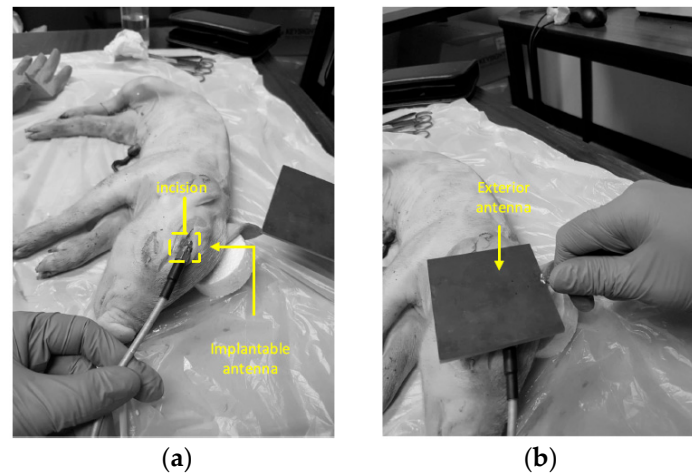 incision
Implantable
antenna
(a)
Exterior
antenna
(b)